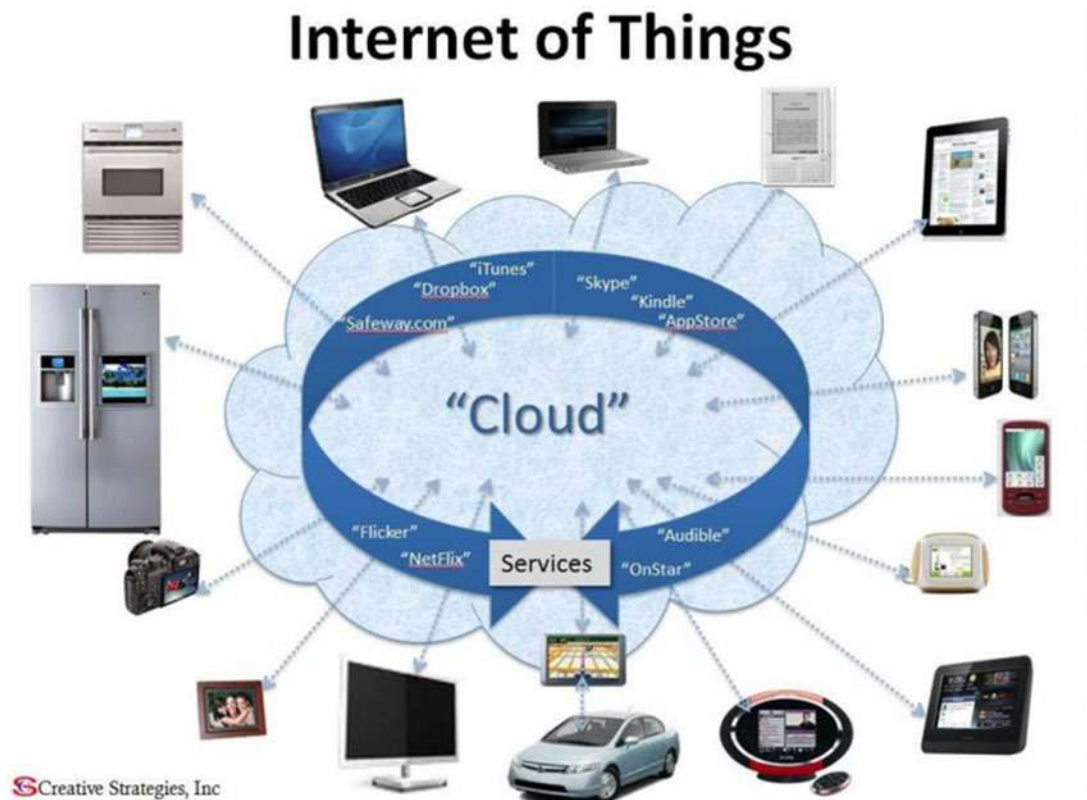 Internet of Things
"iTunes"
"Skype"
"Dropbox"
"Kindle"
"Safeway.com"
"AppStore"
"Cloud"
"Flicker"
"Audible"
"NetFlix"
Services
"OnStar"
Creative Strategies, Inc